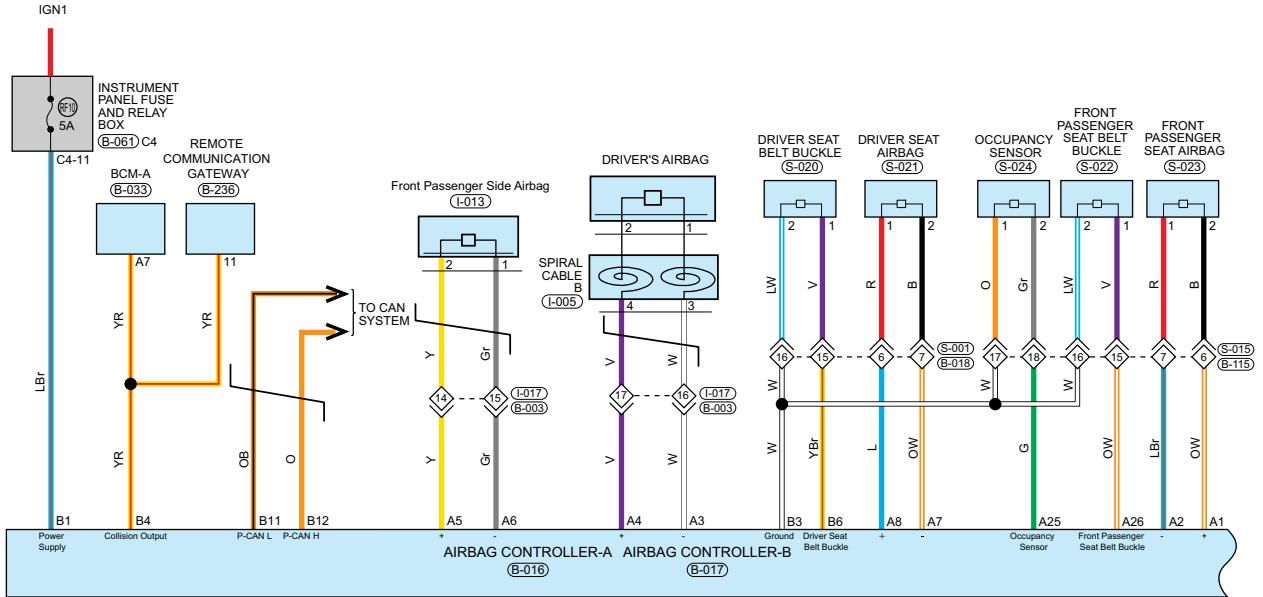 IGN1
INSTRUMENT
PANEL FUSE
AND RELAY
BOX
B-061 C4
RF10
5A
C4-11
BCM-A
B-033
A7
REMOTE
COMMUNICATION
GATEWAY
B-236
11
TO CAN
SYSTEM
Front Passenger Side Airbag
I-013
2 1
DRIVER'S AIRBAG
2 1
SPIRAL
CABLE
B
I-005
4 3
DRIVER SEAT
BELT BUCKLE
S-020
2 1
DRIVER SEAT
AIRBAG
S-021
1 2
OCCUPANCY
SENSOR
S-024
1 2
FRONT
PASSENGER
SEAT BELT
BUCKLE
S-022
2 1
FRONT
PASSENGER
SEAT AIRBAG
S-023
1 2
LBr YR YR Y Gr V W LW V R B O Gr LW V R B
14 15 I-017
B-003
17 16 I-017
B-003
16 15 6 7 S-001
B-018
17 18 16 15 7 6 S-015
B-115
W W W
YR OB O Y Gr V W W YBr L OW G OW LBr OW
B1 B4 B11 B12 A5 A6 A4 A3 B3 B6 A8 A7 A25 A26 A2 A1
Power
Supply
Collision Output
P-CAN L P-CAN H
+ - + -
Ground
Driver Seat
Belt Buckle
+ -
Occupancy
Sensor
Front Passenger
Seat Belt Buckle
- +
AIRBAG CONTROLLER-A AIRBAG CONTROLLER-B
B-016 B-017